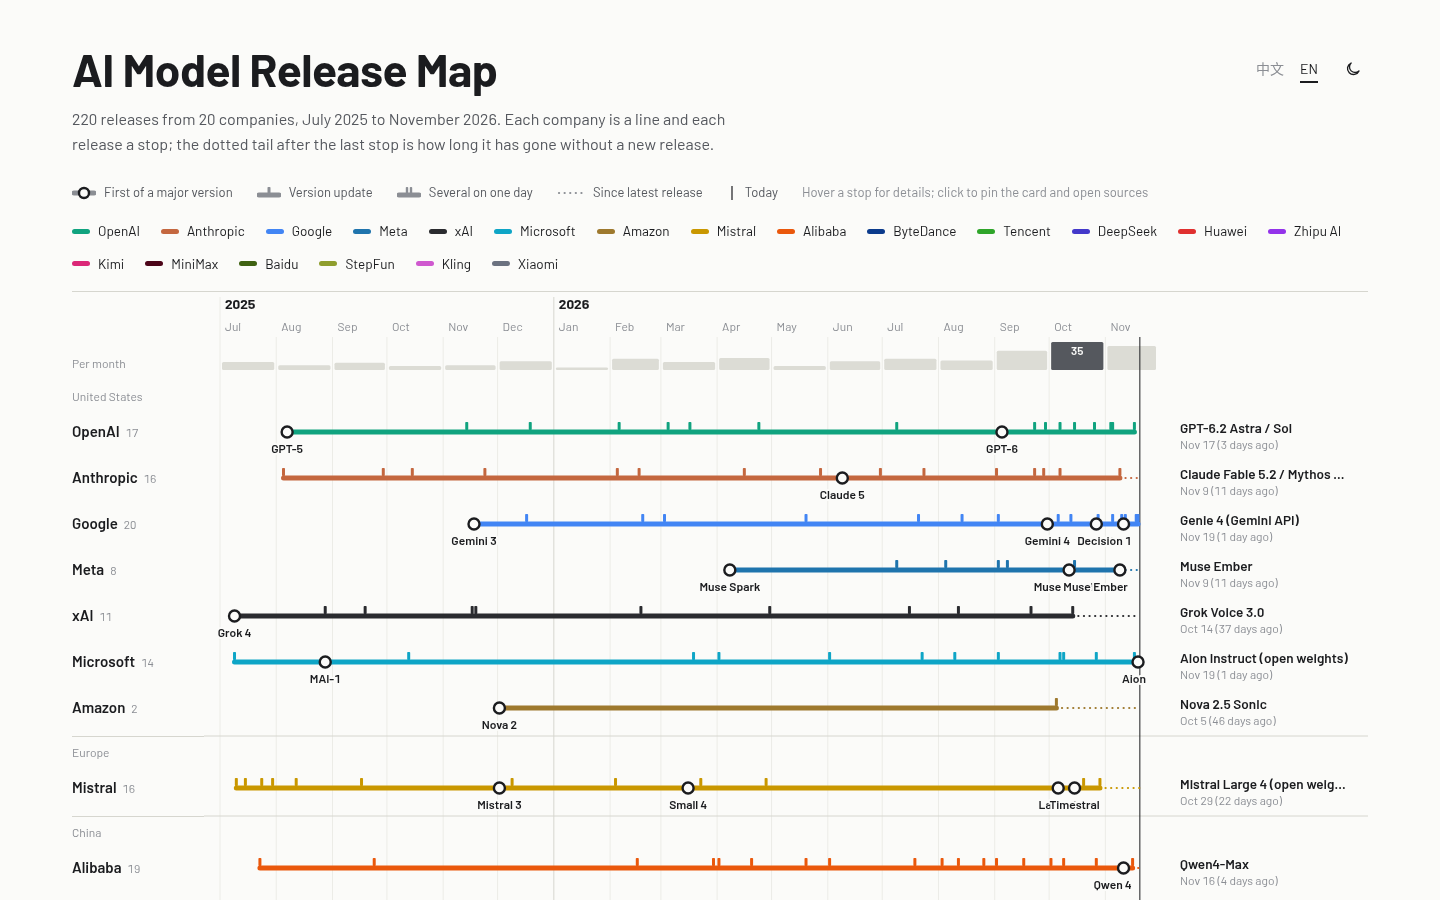 AI Model Release Map
中文 EN
220 releases from 20 companies, July 2025 to November 2026. Each company is a line and each
release a stop; the dotted tail after the last stop is how long it has gone without a new release.
First of a major version Version update Several on one day Since latest release Today Hover a stop for details; click to pin the card and open sources
OpenAI Anthropic Google Meta xAI Microsoft Amazon Mistral Alibaba ByteDance Tencent DeepSeek Huawei Zhipu AI
Kimi MiniMax Baidu StepFun Kling Xiaomi
2025 2026
Jul Aug Sep Oct Nov Dec Jan Feb Mar Apr May Jun Jul Aug Sep Oct Nov
35
Per month
United States
OpenAI 17
GPT-5 GPT-6
GPT-6.2 Astra / Sol
Nov 17 (3 days ago)
Anthropic 16
Claude 5
Claude Fable 5.2 / Mythos ...
Nov 9 (11 days ago)
Google 20
Gemini 3 Gemini 4 Decision 1
Genie 4 (Gemini API)
Nov 19 (1 day ago)
Meta 8
Muse Spark Muse Muse Ember
Muse Ember
Nov 9 (11 days ago)
xAI 11
Grok 4
Grok Voice 3.0
Oct 14 (37 days ago)
Microsoft 14
MAI-1 Aion
Aion Instruct (open weights)
Nov 19 (1 day ago)
Amazon 2
Nova 2
Nova 2.5 Sonic
Oct 5 (46 days ago)
Europe
Mistral 16
Mistral 3 Small 4
Mistral Large 4 (open weig...
Oct 29 (22 days ago)
China
Alibaba 19
Qwen 4
Qwen4-Max
Nov 16 (4 days ago)